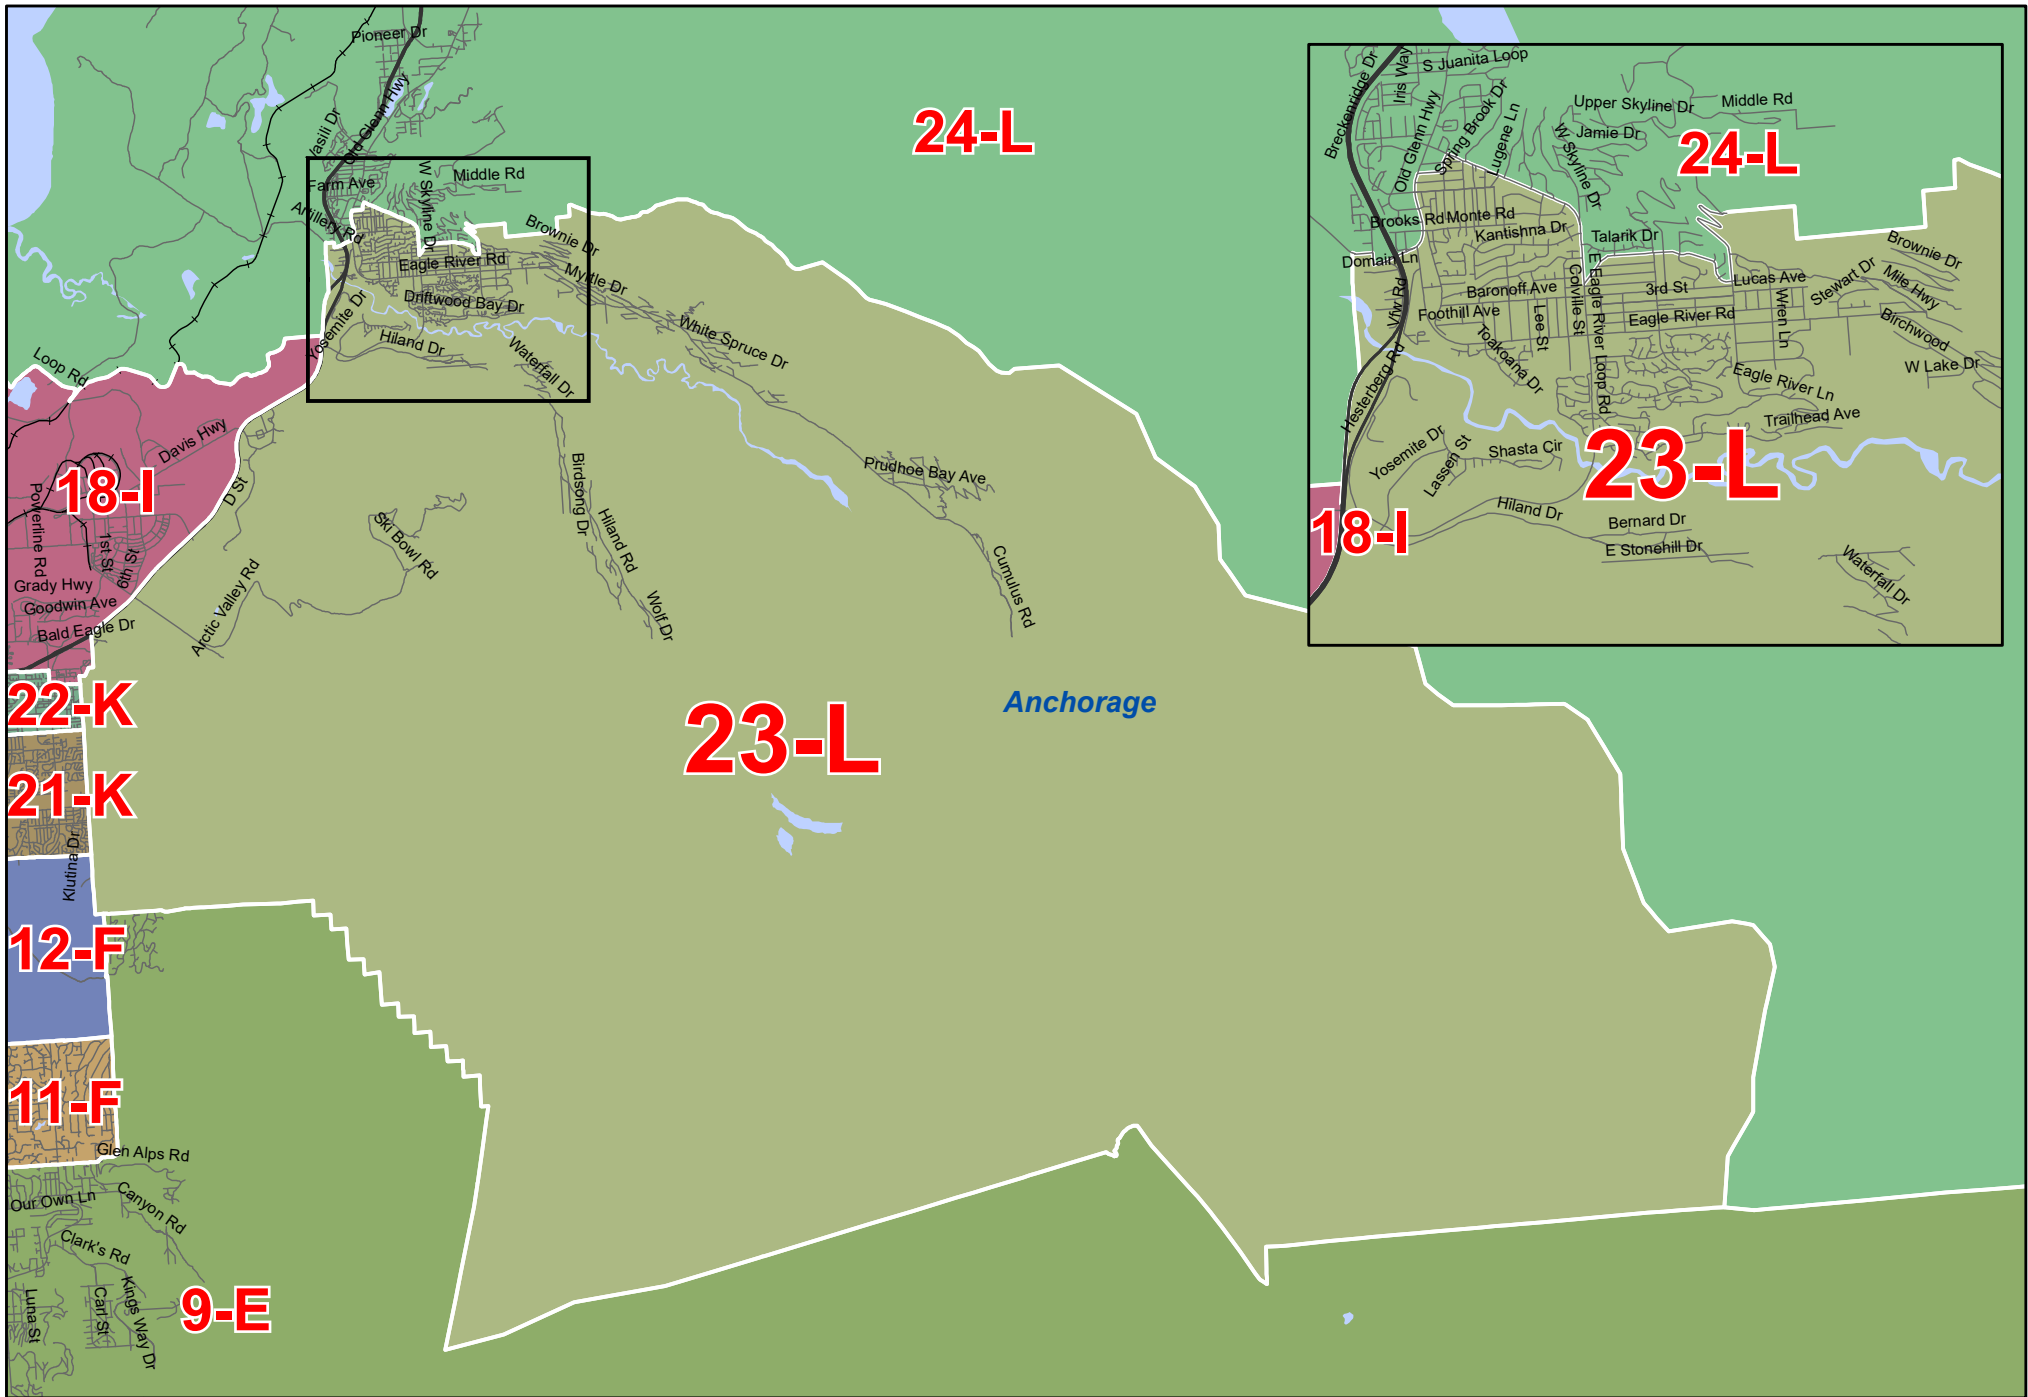 Pioneer Dr
Vasili Dr
Old Glenn Hwy
24-L
Farm Ave
W Skyline Dr
Middle Rd
Artillery Rd
Brownie Dr
Eagle River Rd
Myrtle Dr
Driftwood Bay Dr
Yosemite Dr
Hiland Dr
White Spruce Dr
Waterfall Dr
Loop Rd
Davis Hwy
18-I
D St
Powerline Rd
1st St
6th St
Grady Hwy
Goodwin Ave
Bald Eagle Dr
Arctic Valley Rd
Ski Bowl Rd
Birdsong Dr
Hiland Rd
Wolf Dr
Prudhoe Bay Ave
Cumulus Rd
22-K
21-K
23-L
Anchorage
Klutina Dr
12-F
11-F
Glen Alps Rd
Our Own Ln
Canyon Rd
Clark's Rd
Kings Way Dr
Carl St
Luna St
9-E
Breckenridge Dr
Iris Way
S Juanita Loop
Old Glenn Hwy
Spring Brook Dr
Lugene Ln
Upper Skyline Dr
Middle Rd
Jamie Dr
W Skyline Dr
24-L
Brooks Rd
Monte Rd
Kantishna Dr
Talarik Dr
Domain Ln
Brownie Dr
Vfw Rd
Baronoff Ave
Colville St
E Eagle River Loop Rd
3rd St
Lucas Ave
Stewart Dr
Mile Hwy
Foothill Ave
Lee St
Eagle River Rd
Wren Ln
Birchwood
Toakoana Dr
W Lake Dr
Hesterberg Rd
Eagle River Ln
Trailhead Ave
Yosemite Dr
Lassen St
Shasta Cir
23-L
Hiland Dr
Bernard Dr
18-I
E Stonehill Dr
Waterfall Dr